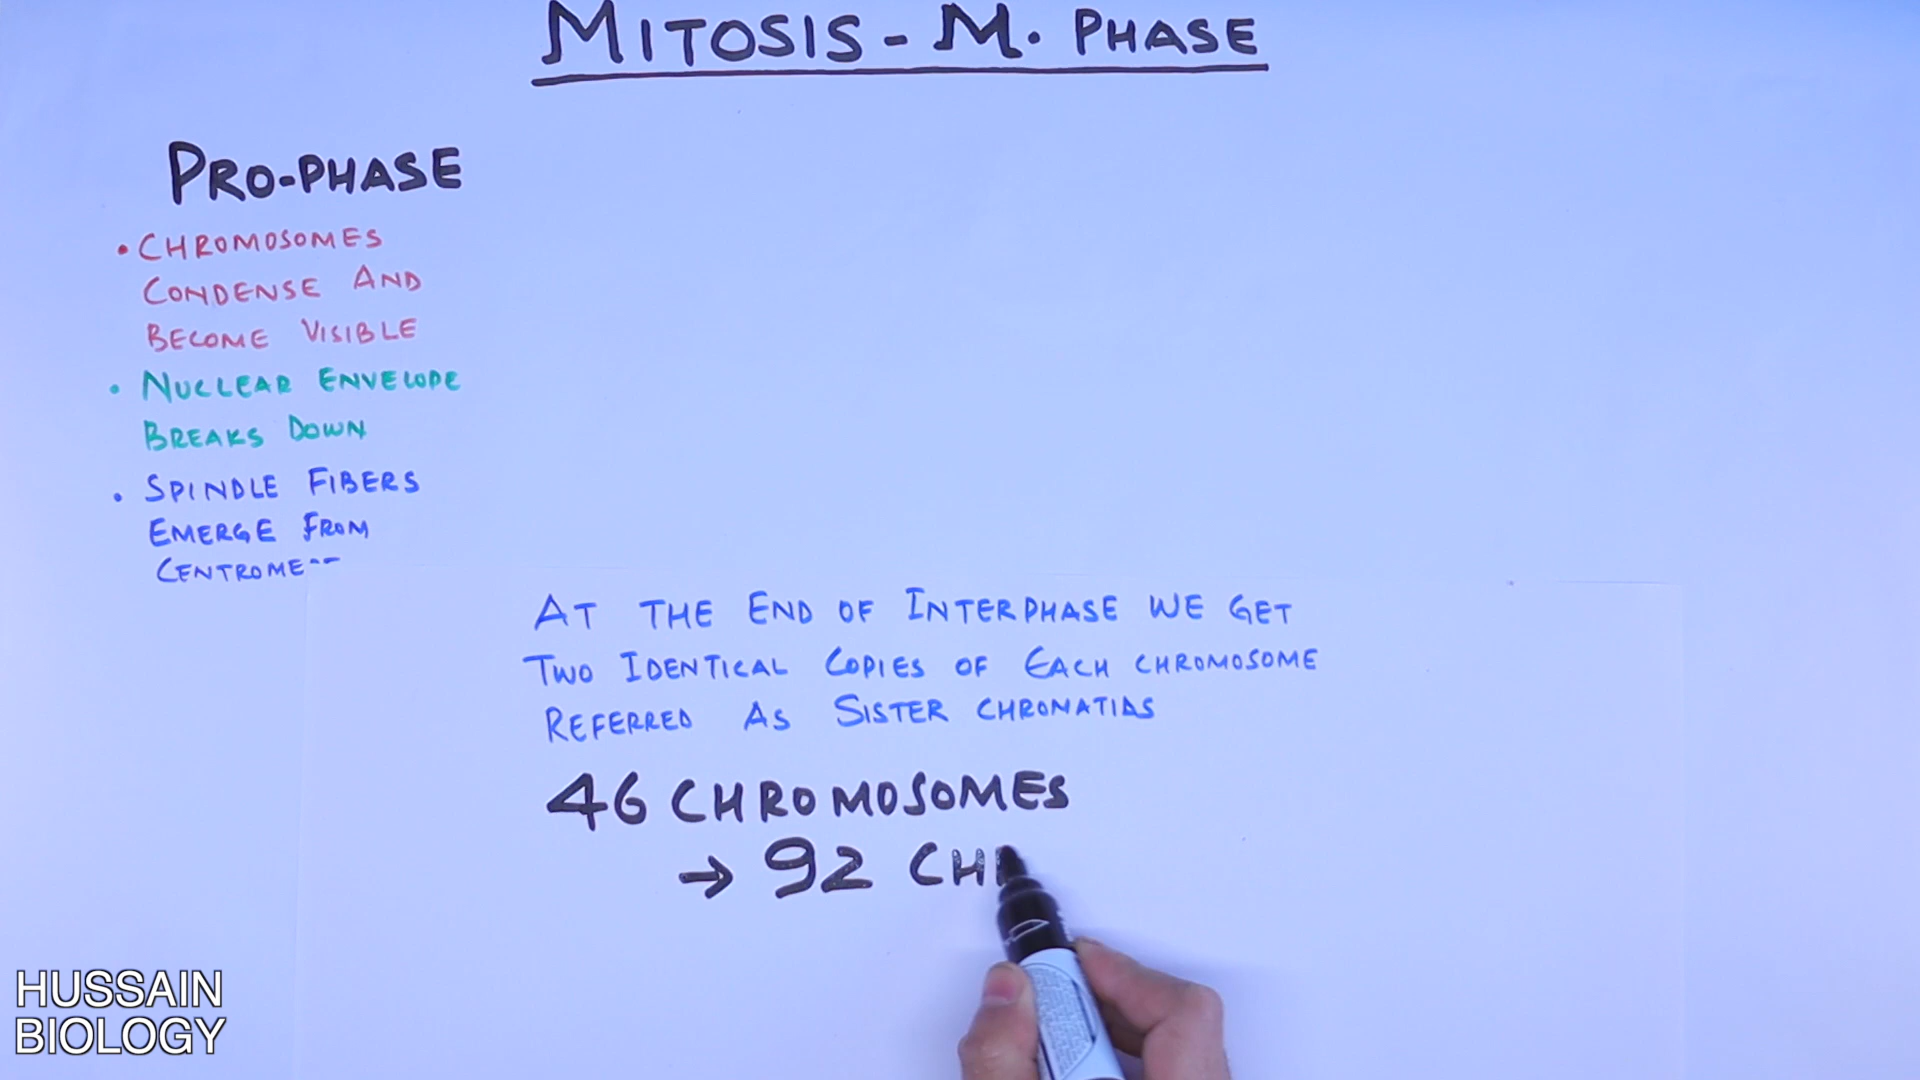 MITOSIS - M. PHASE
PRO-PHASE
• CHROMOSOMES
CONDENSE AND
BECOME VISIBLE
• NUCLEAR ENVELOPE
BREAKS DOWN
• SPINDLE FIBERS
EMERGE FROM
AT THE END OF INTERPHASE WE GET
TWO IDENTICAL COPIES OF EACH CHROMOSOME
REFERRED AS SISTER CHROMATIDS
46 CHROMOSOMES
→ 92 CH
HUSSAIN
BIOLOGY